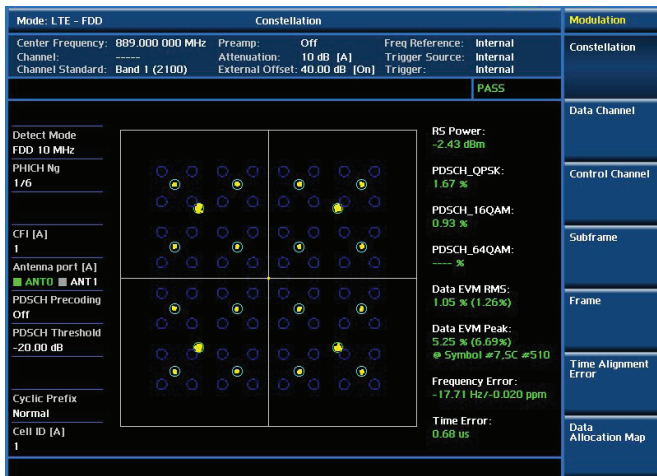 Mode: LTE - FDD
Constellation
Modulation
Center Frequency: 889.000 000 MHz
Preamp: Off
Freq Reference: Internal
Channel: -----
Attenuation: 10 dB [A]
Trigger Source: Internal
Channel Standard: Band 1 (2100)
External Offset: 40.00 dB [On]
Trigger: Internal
PASS
Detect Mode
FDD 10 MHz
PHICH Ng
1/6
CFI [A]
1
Antenna port [A]
ANT0 ANT1
PDSCH Precoding
Off
PDSCH Threshold
-20.00 dB
Cyclic Prefix
Normal
Cell ID [A]
1
RS Power:
-2.43 dBm
PDSCH_QPSK:
1.67 %
PDSCH_16QAM:
0.93 %
PDSCH_64QAM:
---- %
Data EVM RMS:
1.05 % (1.26%)
Data EVM Peak:
5.25 % (6.69%)
@ Symbol #7,SC #510
Frequency Error:
-17.71 Hz/-0.020 ppm
Time Error:
0.68 us
Constellation
Data Channel
Control Channel
Subframe
Frame
Time Alignment
Error
Data
Allocation Map